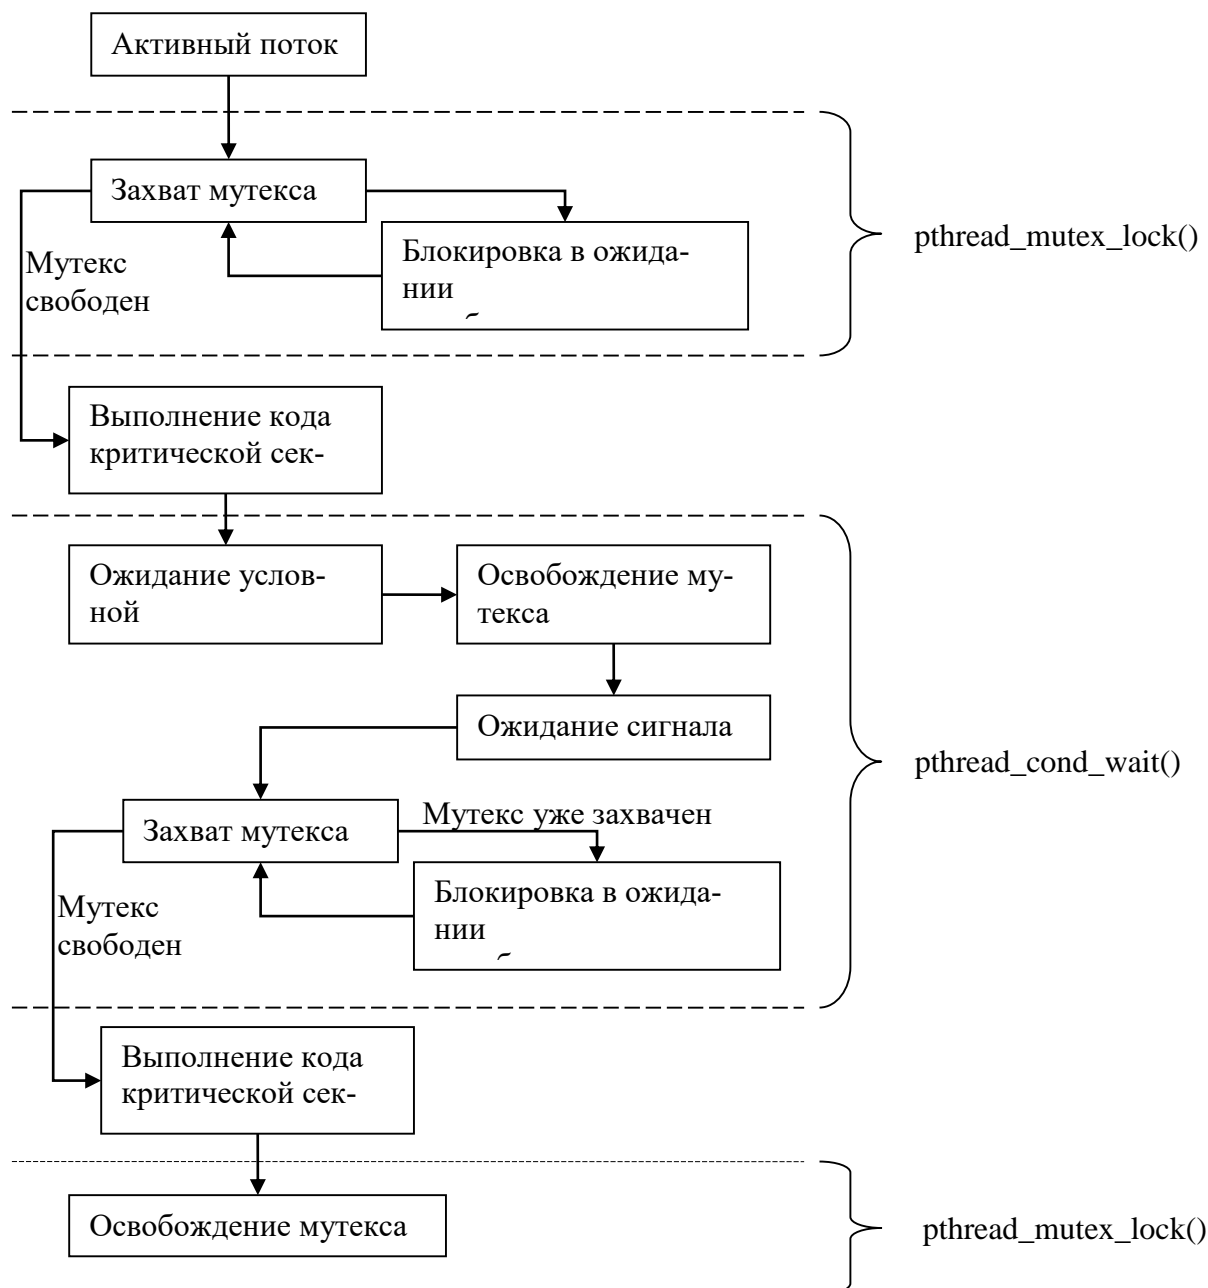 Активный поток
Захват мутекса
pthread_mutex_lock()
Блокировка в ожида-
нии
Мутекс
свободен
Выполнение кода
критической сек-
Ожидание услов-
ной
Освобождение му-
текса
Ожидание сигнала
pthread_cond_wait()
Мутекс уже захвачен
Захват мутекса
Блокировка в ожида-
нии
Мутекс
свободен
Выполнение кода
критической сек-
Освобождение мутекса
pthread_mutex_lock()